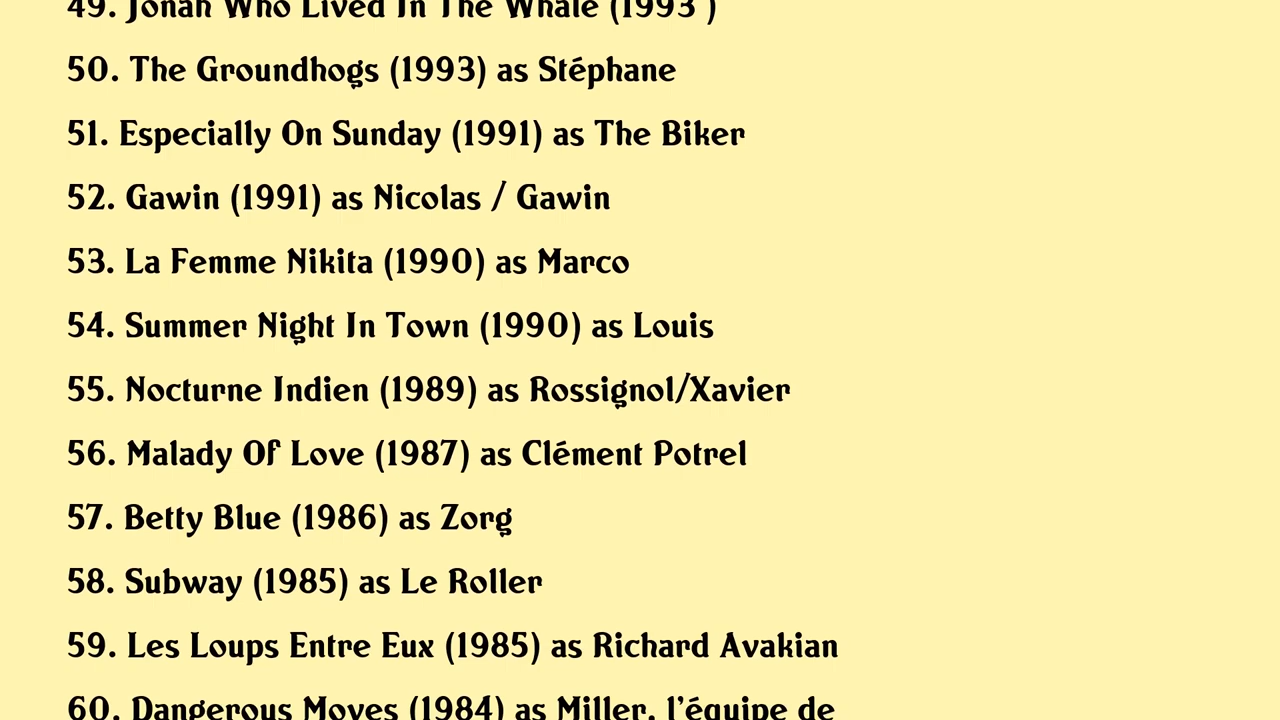 49. Jonah Who Lived In The Whale (1993 )
50. The Groundhogs (1993) as Stéphane
51. Especially On Sunday (1991) as The Biker
52. Gawin (1991) as Nicolas / Gawin
53. La Femme Nikita (1990) as Marco
54. Summer Night In Town (1990) as Louis
55. Nocturne Indien (1989) as Rossignol/Xavier
56. Malady Of Love (1987) as Clément Potrel
57. Betty Blue (1986) as Zorg
58. Subway (1985) as Le Roller
59. Les Loups Entre Eux (1985) as Richard Avakian
60. Dangerous Moves (1984) as Miller, l'équipe de